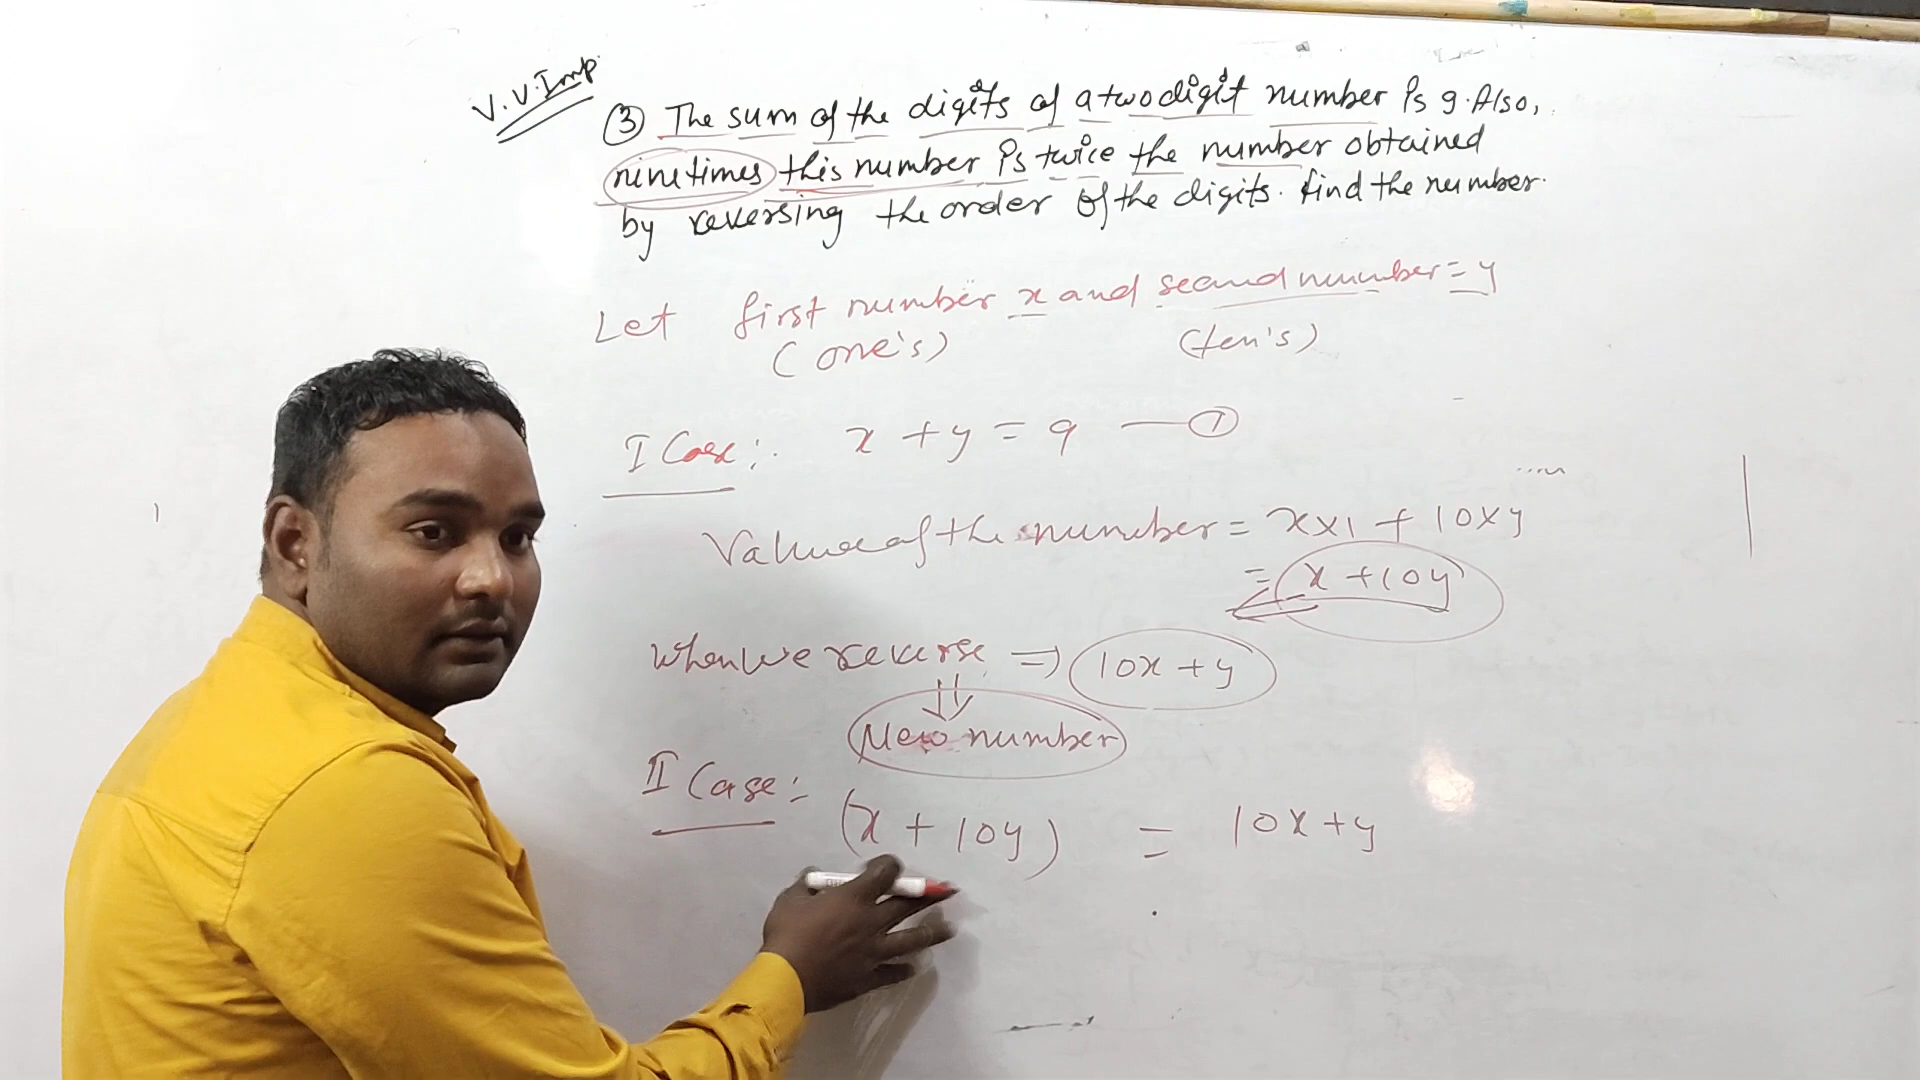 V.V.Imp.
③ The sum of the digits of a two digit number is 9. Also,
nine times this number is twice the number obtained
by reversing the order of the digits. find the number.
Let first number x and second number = y
(one's) (ten's)
I Case:- x + y = 9 — ①
Value of the number = x×1 + 10×y
= x + 10y
When we reverse ⇒ 10x + y
New number
II Case:- (x + 10y) = 10x + y